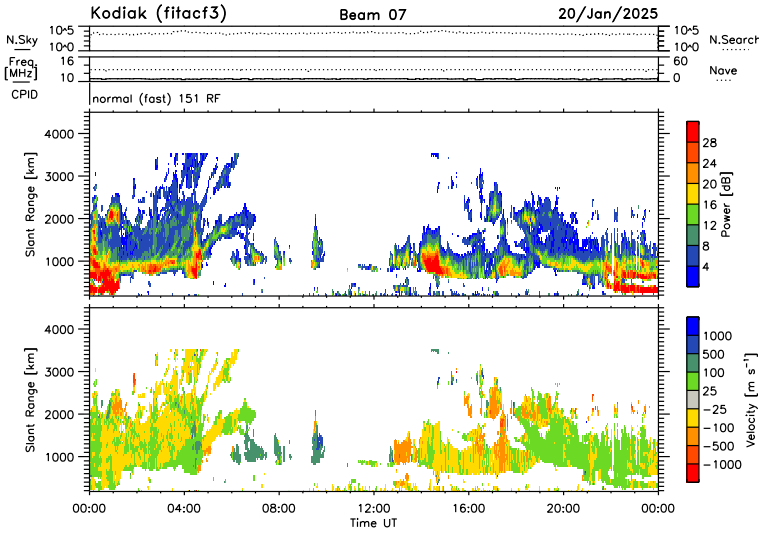 Kodiak (fitacf3) Beam 07 20/Jan/2025
N.Sky 10^5 10^0 10^5 10^0 N.Search
Freq. [MHz] 16 10 60 0 Nave
CPID normal (fast) 151 RF
Slant Range [km] 4000 3000 2000 1000
28 24 20 16 12 8 4 Power [dB]
Slant Range [km] 4000 3000 2000 1000
1000 500 100 25 −25 −100 −500 −1000 Velocity [m s⁻¹]
00:00 04:00 08:00 12:00 16:00 20:00 00:00
Time UT